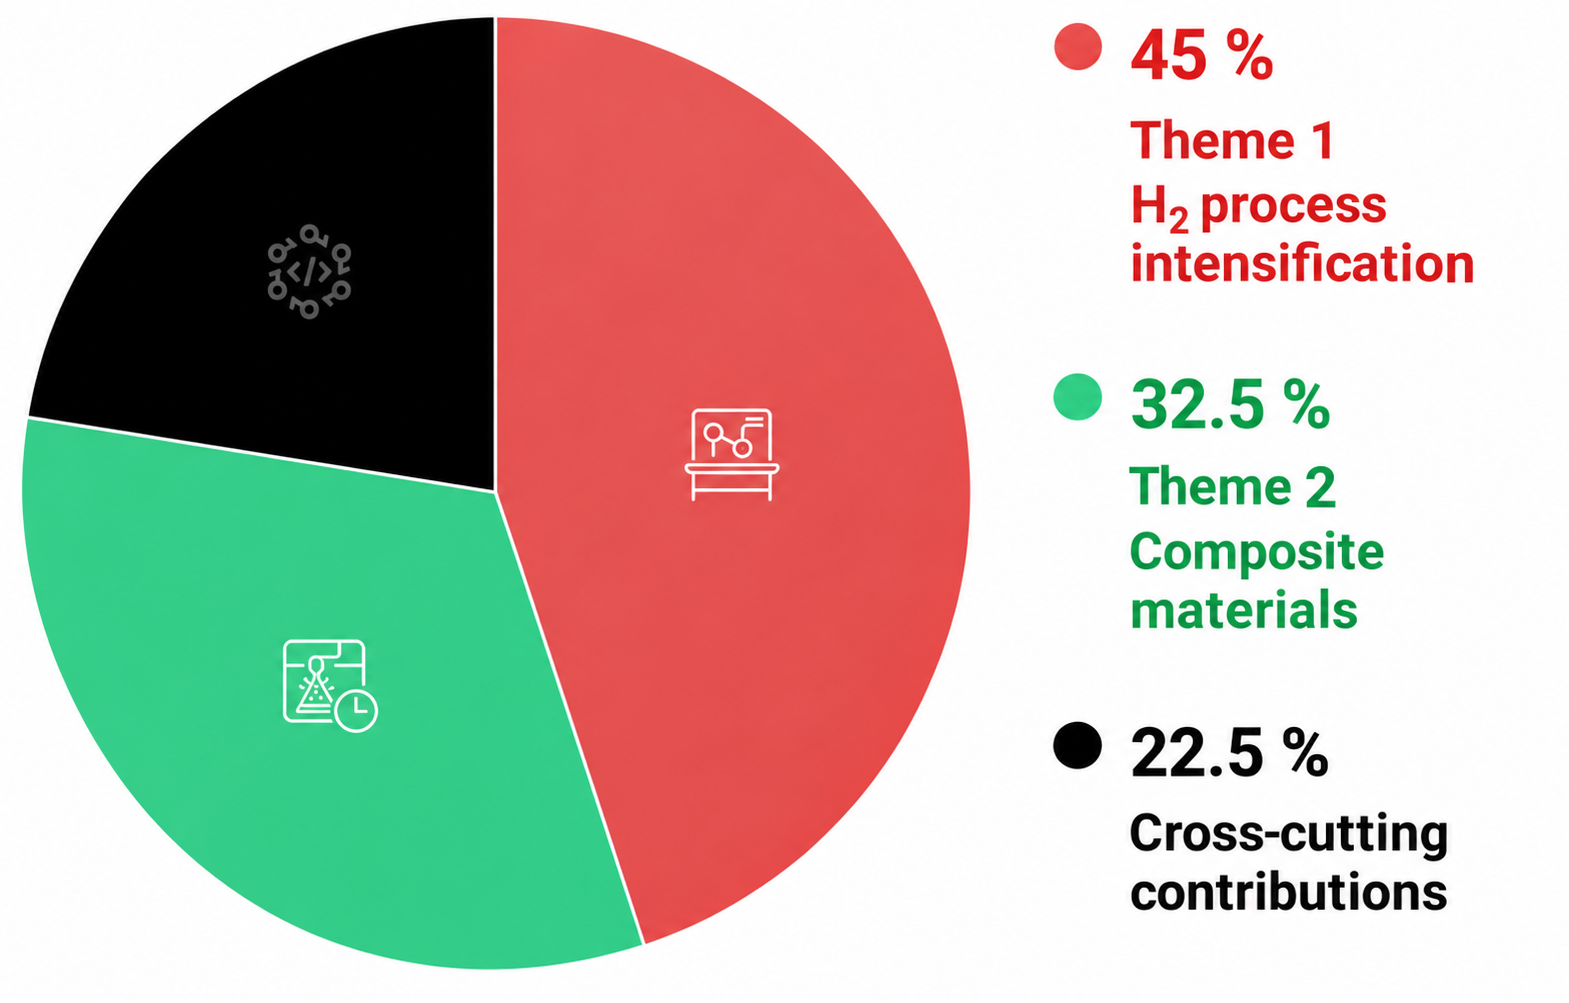 45 %
Theme 1
H₂ process
intensification
32.5 %
Theme 2
Composite
materials
22.5 %
Cross-cutting
contributions